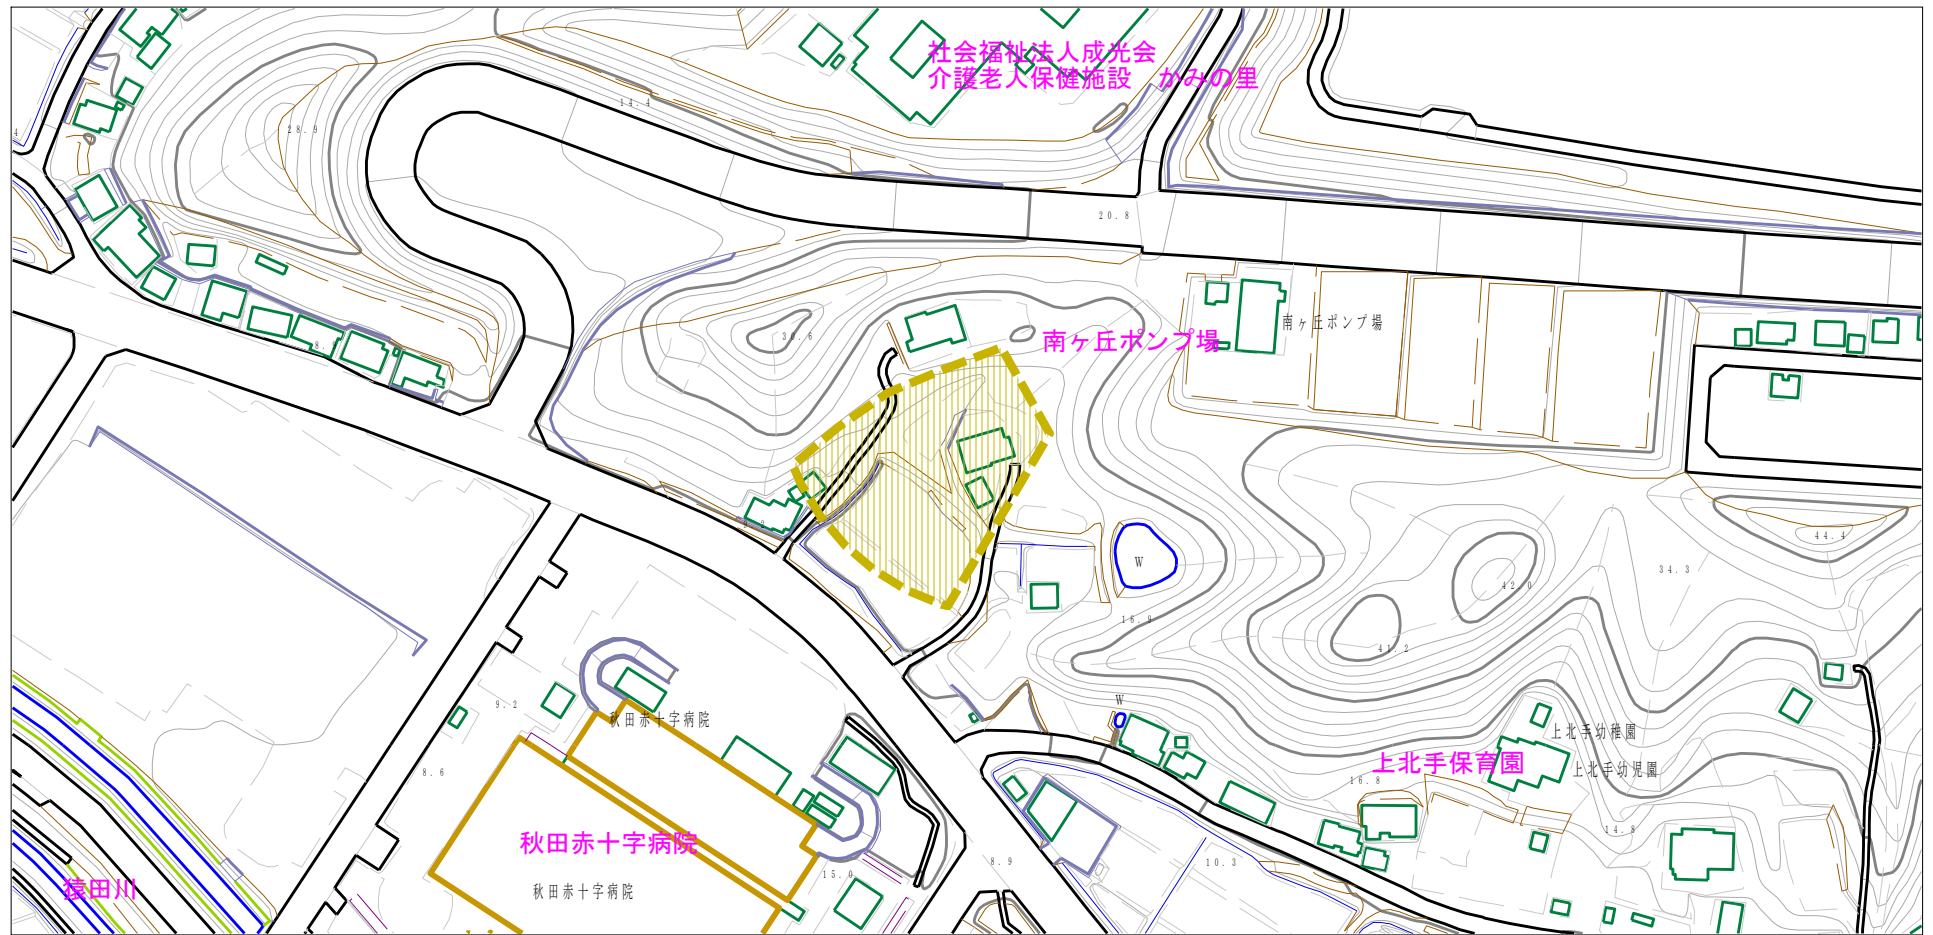 社会福祉法人成光会
介護老人保健施設　かみの里
14.4
28.9
4
20.8
南ヶ丘ポンプ場
南ヶ丘ポンプ場
30.6
44.4
W
34.3
42.0
16.9
41.2
W
9.2
秋田赤十字病院
上北手幼稚園
上北手保育園
上北手幼児園
8.6
16.8
14.8
秋田赤十字病院
8.9
10.3
15.0
猿田川
秋田赤十字病院